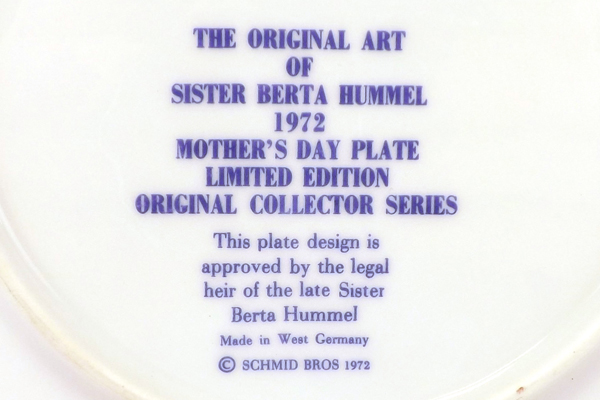 THE ORIGINAL ART
OF
SISTER BERTA HUMMEL
1972
MOTHER'S DAY PLATE
LIMITED EDITION
ORIGINAL COLLECTOR SERIES
This plate design is
approved by the legal
heir of the late Sister
Berta Hummel
Made in West Germany
© SCHMID BROS 1972